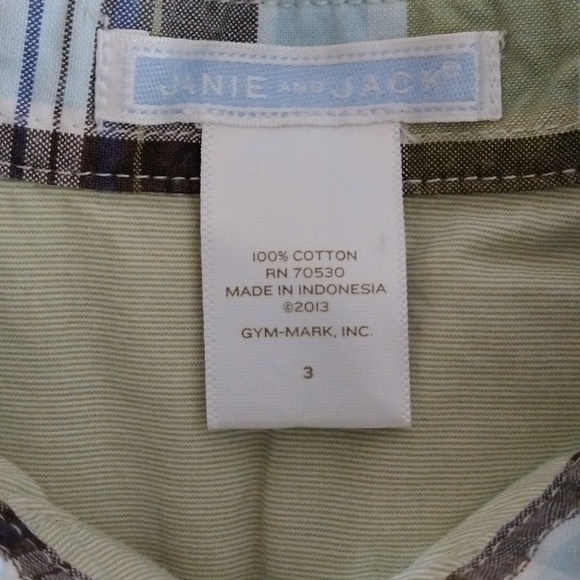 JANIE AND JACK®
100% COTTON
RN 70530
MADE IN INDONESIA
©2013
GYM-MARK, INC.
3